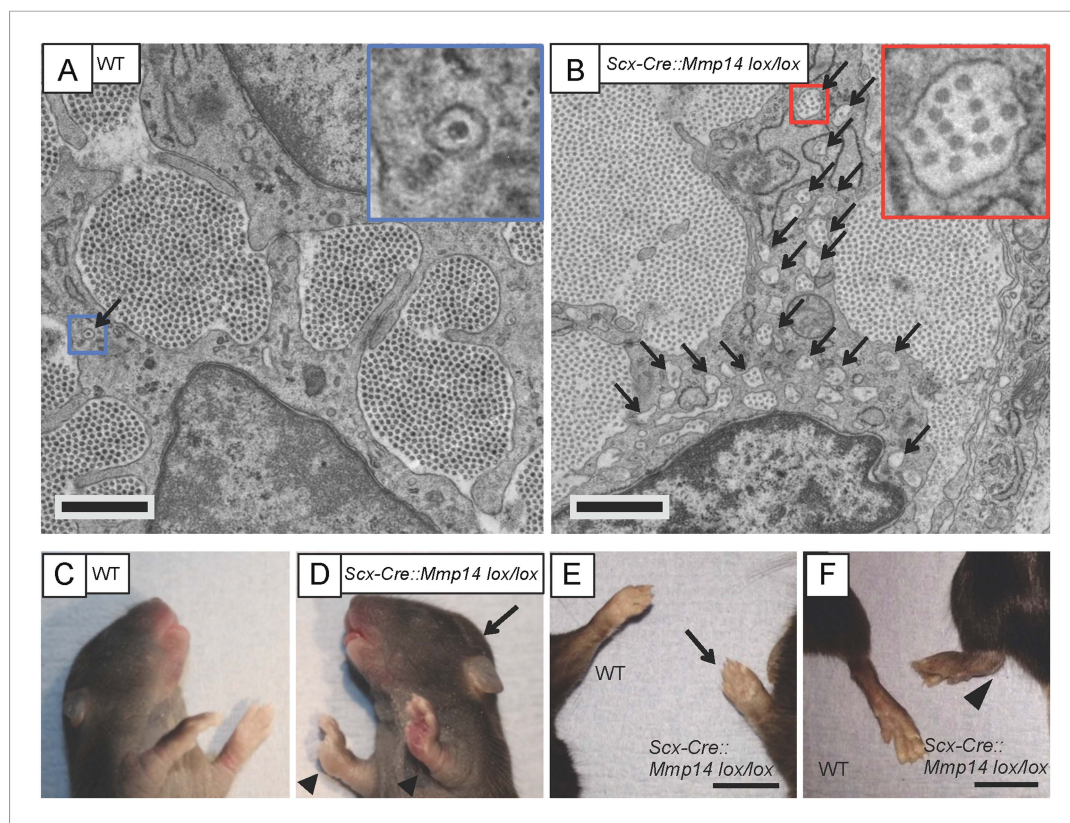 A WT
B Scx-Cre::Mmp14 lox/lox
C WT
D Scx-Cre::Mmp14 lox/lox
E
WT
Scx-Cre::
Mmp14 lox/lox
F
WT
Scx-Cre::
Mmp14 lox/lox